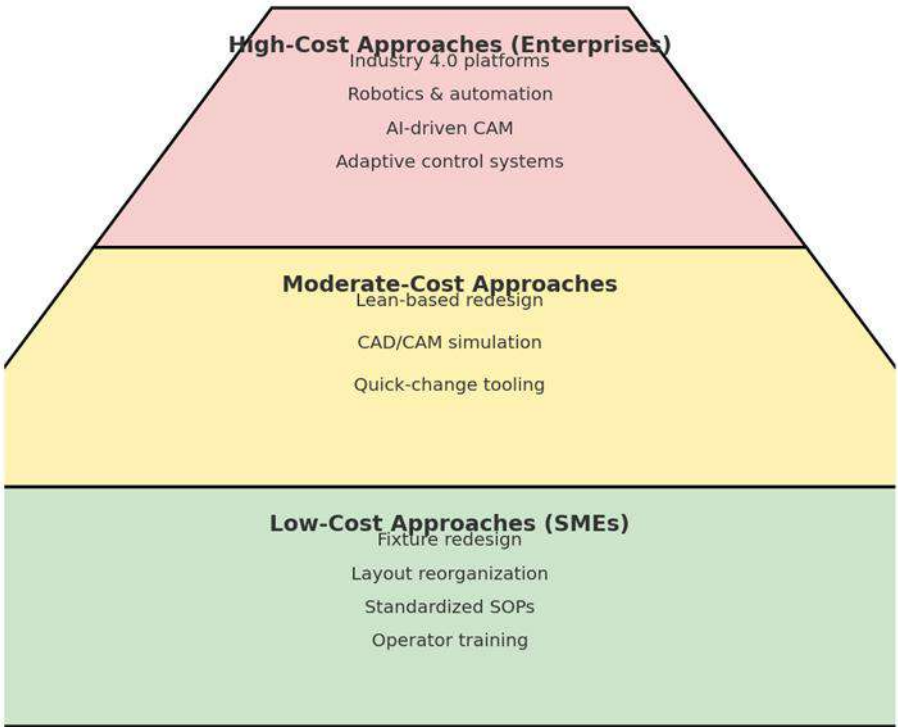 High-Cost Approaches (Enterprises)
Industry 4.0 platforms
Robotics & automation
AI-driven CAM
Adaptive control systems
Moderate-Cost Approaches
Lean-based redesign
CAD/CAM simulation
Quick-change tooling
Low-Cost Approaches (SMEs)
Fixture redesign
Layout reorganization
Standardized SOPs
Operator training